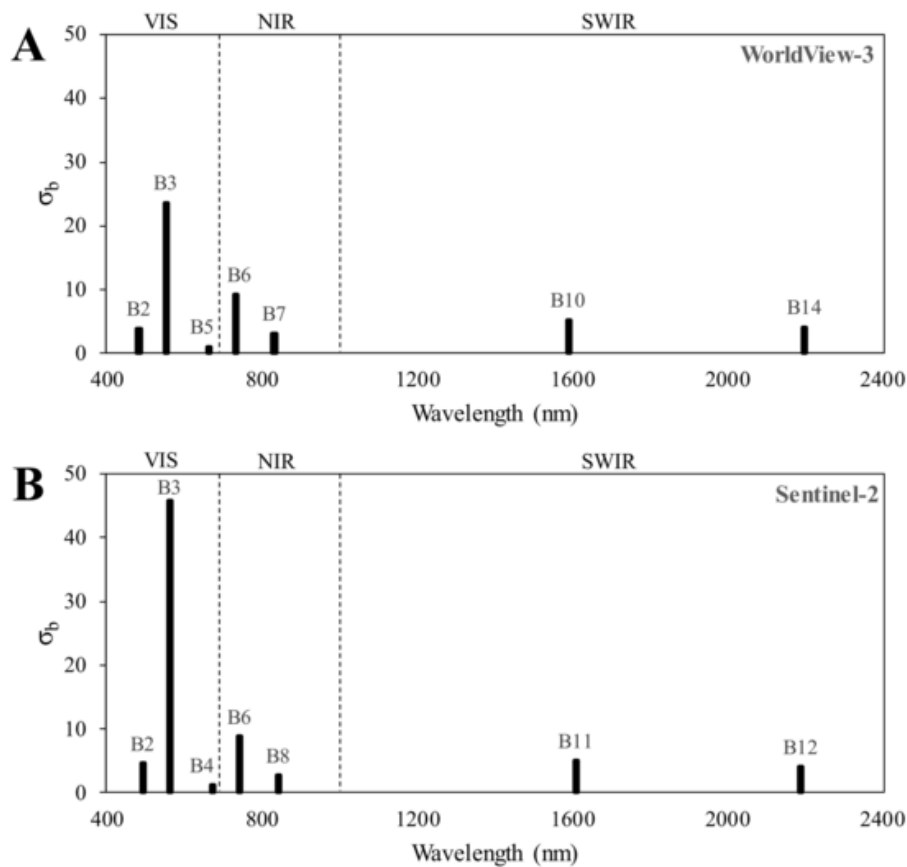 A
VIS NIR SWIR
WorldView-3
50
40
30
20
10
0
σb
B2
B3
B5
B6
B7
B10
B14
400 800 1200 1600 2000 2400
Wavelength (nm)
B
VIS NIR SWIR
Sentinel-2
50
40
30
20
10
0
σb
B2
B3
B4
B6
B8
B11
B12
400 800 1200 1600 2000 2400
Wavelength (nm)